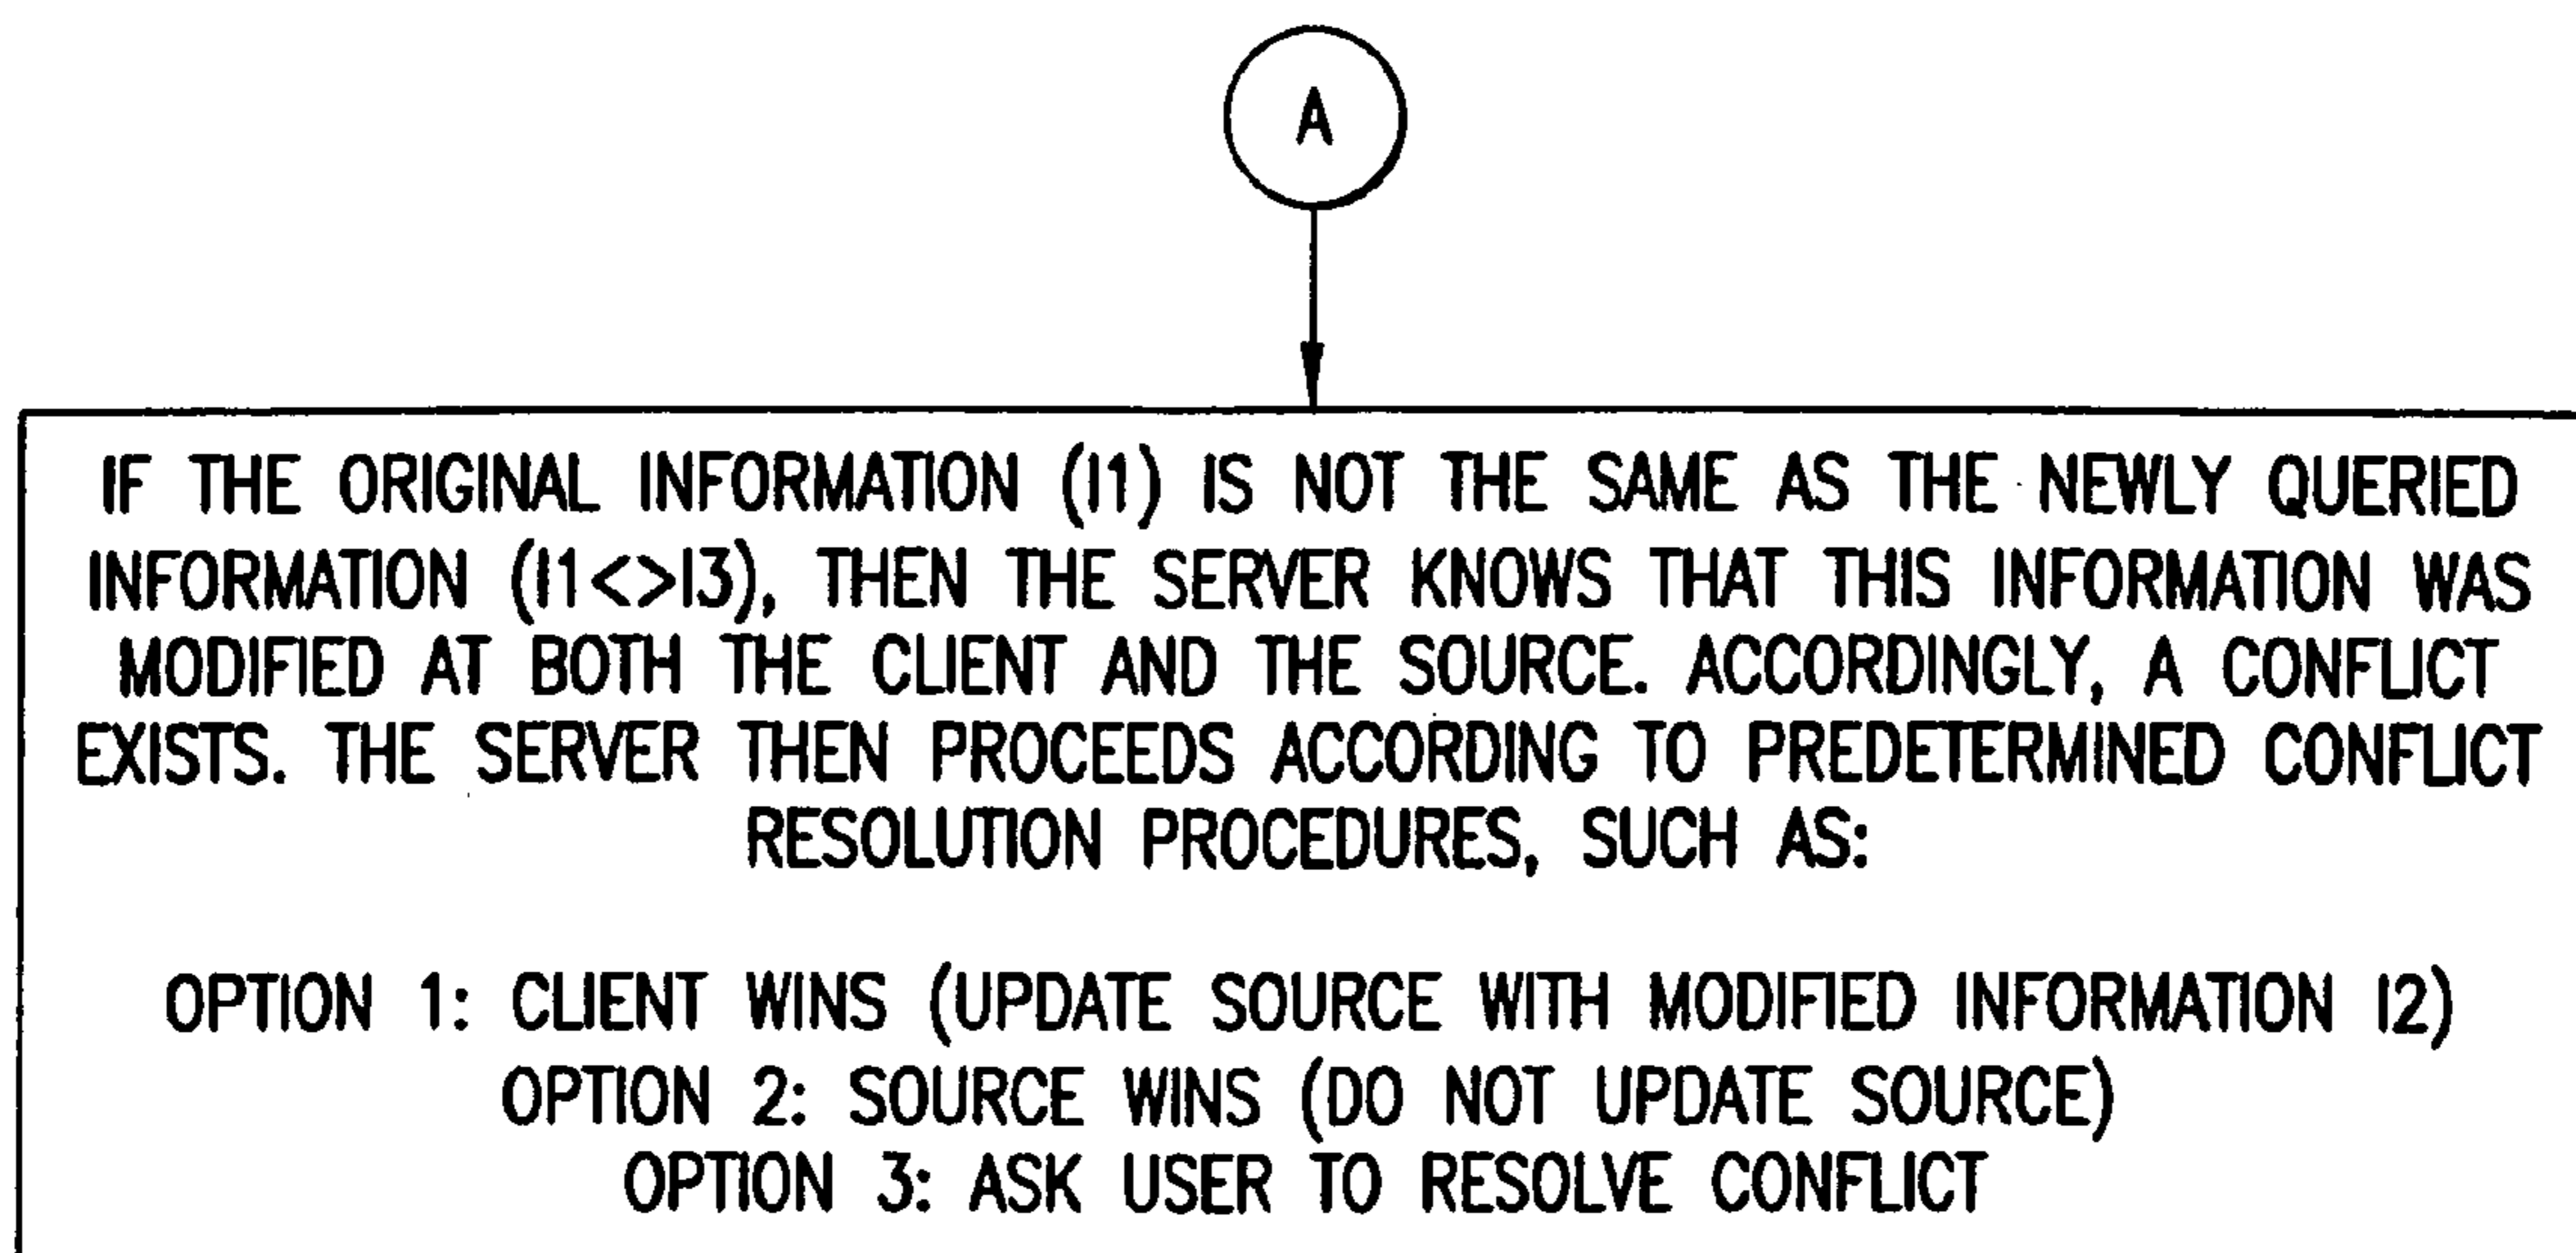 A
IF THE ORIGINAL INFORMATION (I1) IS NOT THE SAME AS THE NEWLY QUERIED
INFORMATION (I1<>I3), THEN THE SERVER KNOWS THAT THIS INFORMATION WAS
MODIFIED AT BOTH THE CLIENT AND THE SOURCE. ACCORDINGLY, A CONFLICT
EXISTS. THE SERVER THEN PROCEEDS ACCORDING TO PREDETERMINED CONFLICT
RESOLUTION PROCEDURES, SUCH AS:
OPTION 1: CLIENT WINS (UPDATE SOURCE WITH MODIFIED INFORMATION I2)
OPTION 2: SOURCE WINS (DO NOT UPDATE SOURCE)
OPTION 3: ASK USER TO RESOLVE CONFLICT